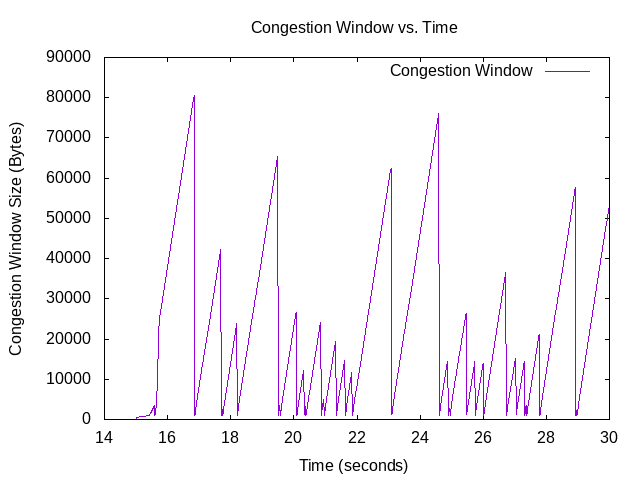 Congestion Window vs. Time
90000
80000
70000
60000
50000
40000
30000
20000
10000
0
Congestion Window Size (Bytes)
Congestion Window
14 16 18 20 22 24 26 28 30
Time (seconds)